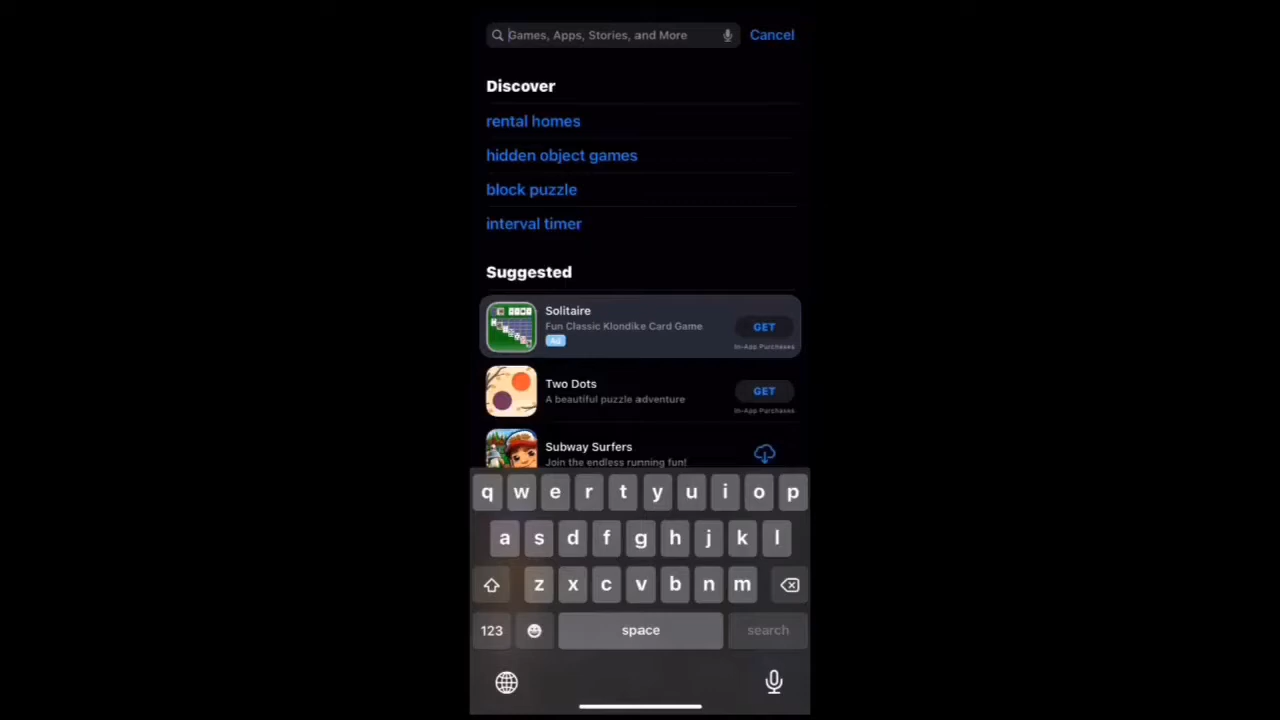 Games, Apps, Stories, and More
Cancel
Discover
rental homes
hidden object games
block puzzle
interval timer
Suggested
Solitaire
Fun Classic Klondike Card Game
Ad
GET
In-App Purchases
Two Dots
A beautiful puzzle adventure
GET
In-App Purchases
Subway Surfers
Join the endless running fun!
q w e r t y u i o p
a s d f g h j k l
z x c v b n m
123
space
search